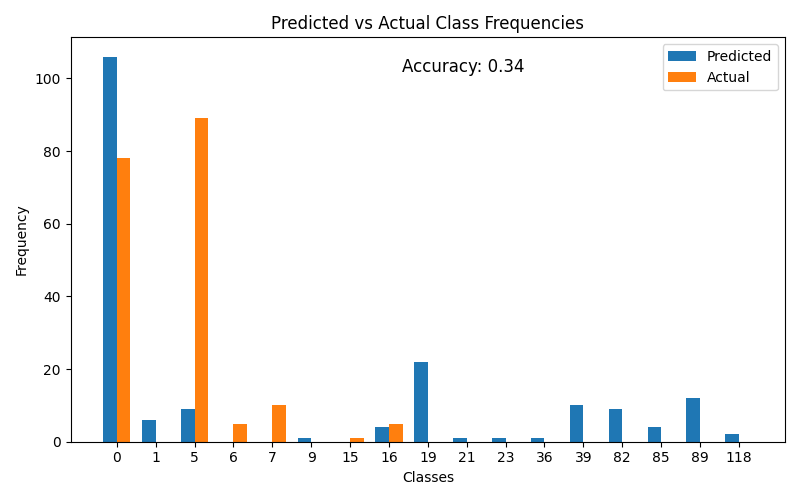 Predicted vs Actual Class Frequencies
Accuracy: 0.34
Predicted
Actual
Frequency
100
80
60
40
20
0
0 1 5 6 7 9 15 16 19 21 23 36 39 82 85 89 118
Classes